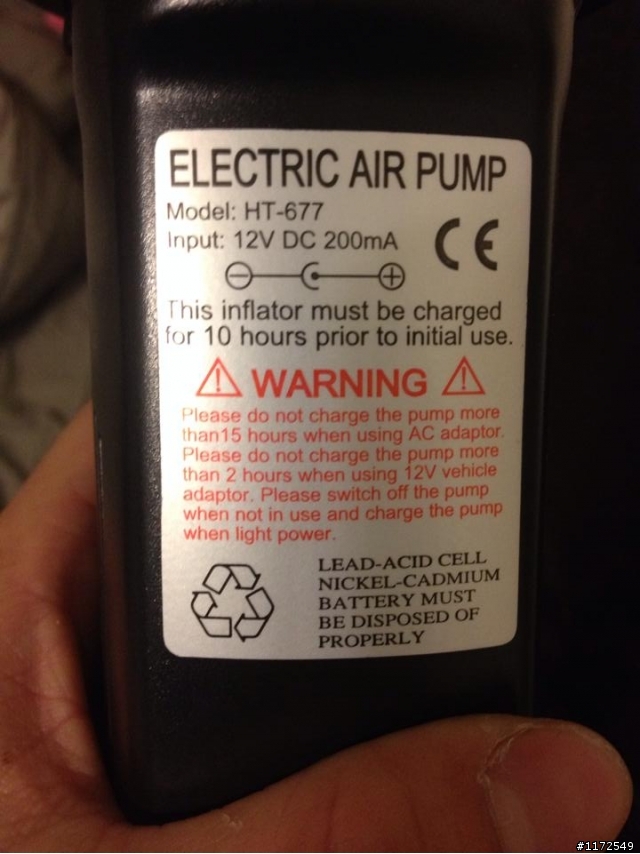 ELECTRIC AIR PUMP
Model: HT-677
Input: 12V DC 200mA
CE
This inflator must be charged
for 10 hours prior to initial use.
WARNING
Please do not charge the pump more
than15 hours when using AC adaptor.
Please do not charge the pump more
than 2 hours when using 12V vehicle
adaptor. Please switch off the pump
when not in use and charge the pump
when light power.
LEAD-ACID CELL
NICKEL-CADMIUM
BATTERY MUST
BE DISPOSED OF
PROPERLY
#1172549